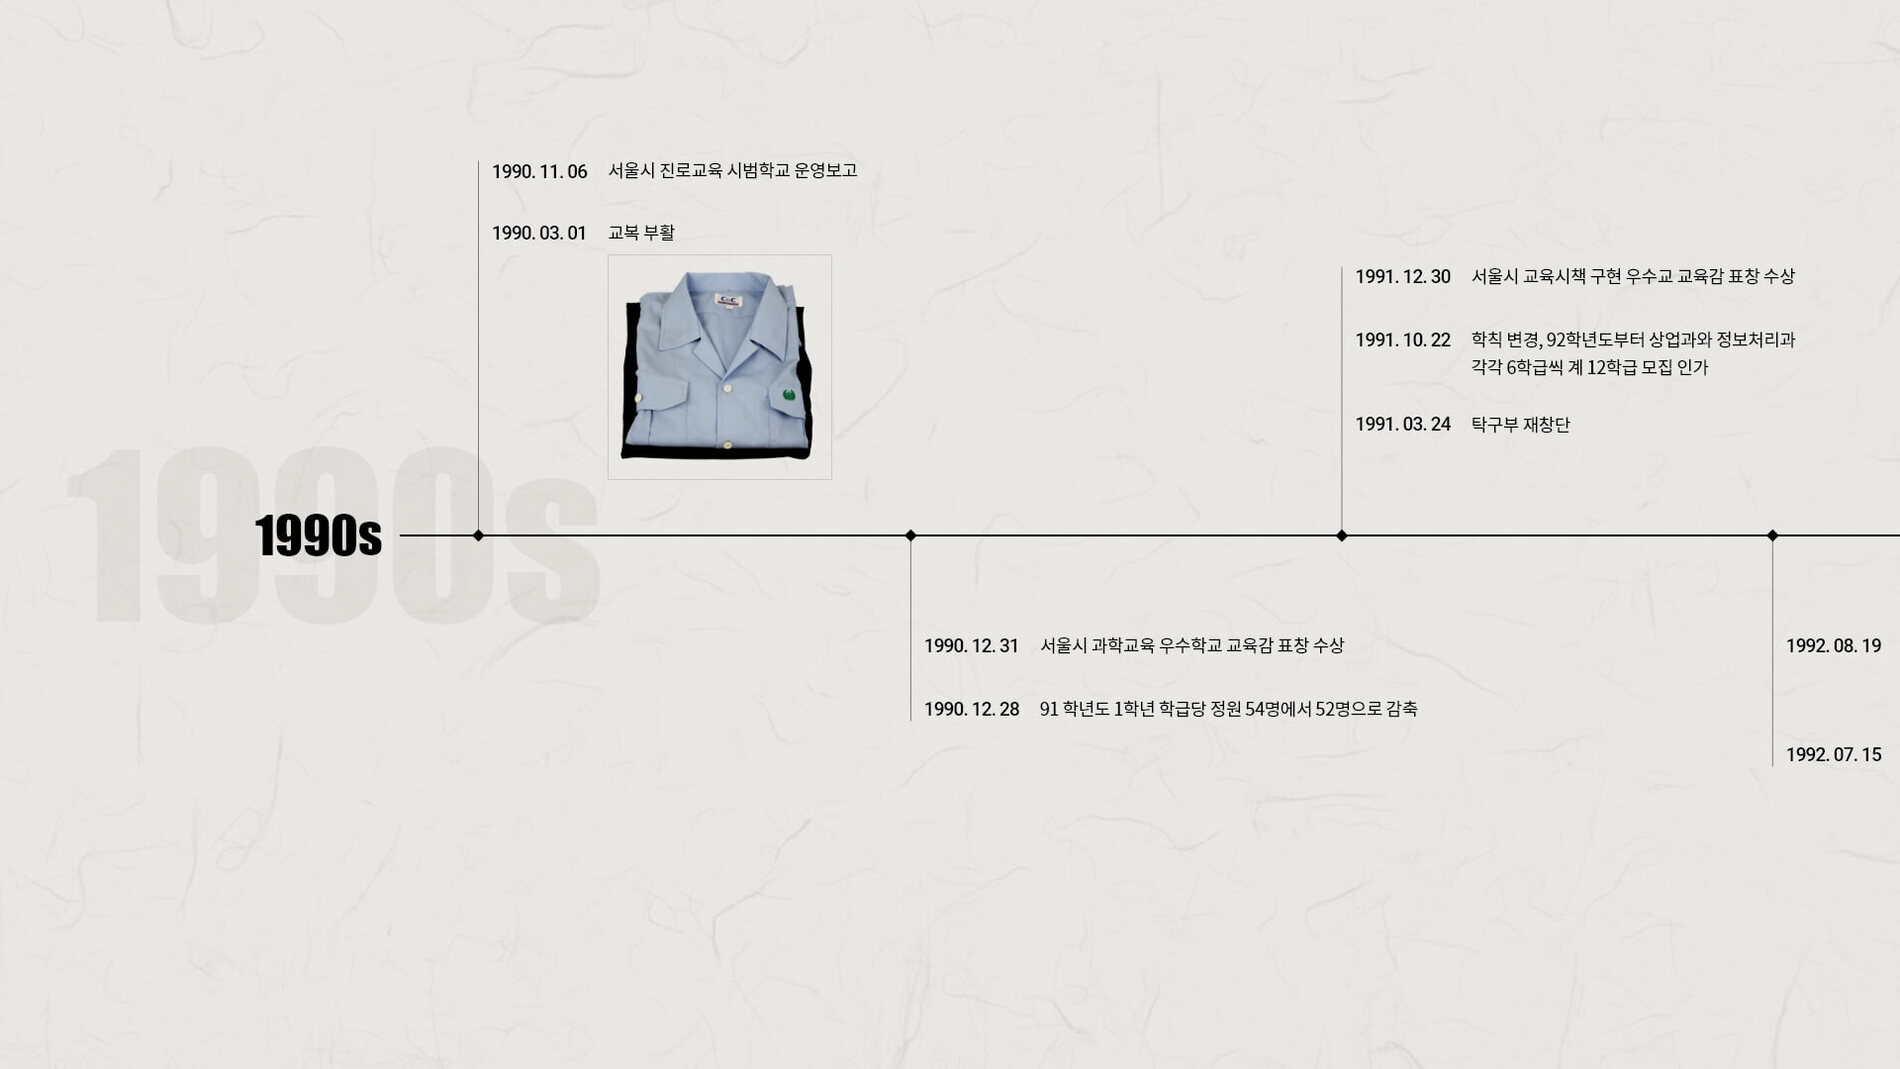 1990. 11. 06 서울시 진로교육 시범학교 운영보고
1990. 03. 01 교복 부활
C&C
1991. 12. 30 서울시 교육시책 구현 우수교 교육감 표창 수상
1991. 10. 22 학칙 변경, 92학년도부터 상업과와 정보처리과
각각 6학급씩 계 12학급 모집 인가
1991. 03. 24 탁구부 재창단
1990s
1990s
1990. 12. 31 서울시 과학교육 우수학교 교육감 표창 수상
1990. 12. 28 91 학년도 1학년 학급당 정원 54명에서 52명으로 감축
1992. 08. 19
1992. 07. 15